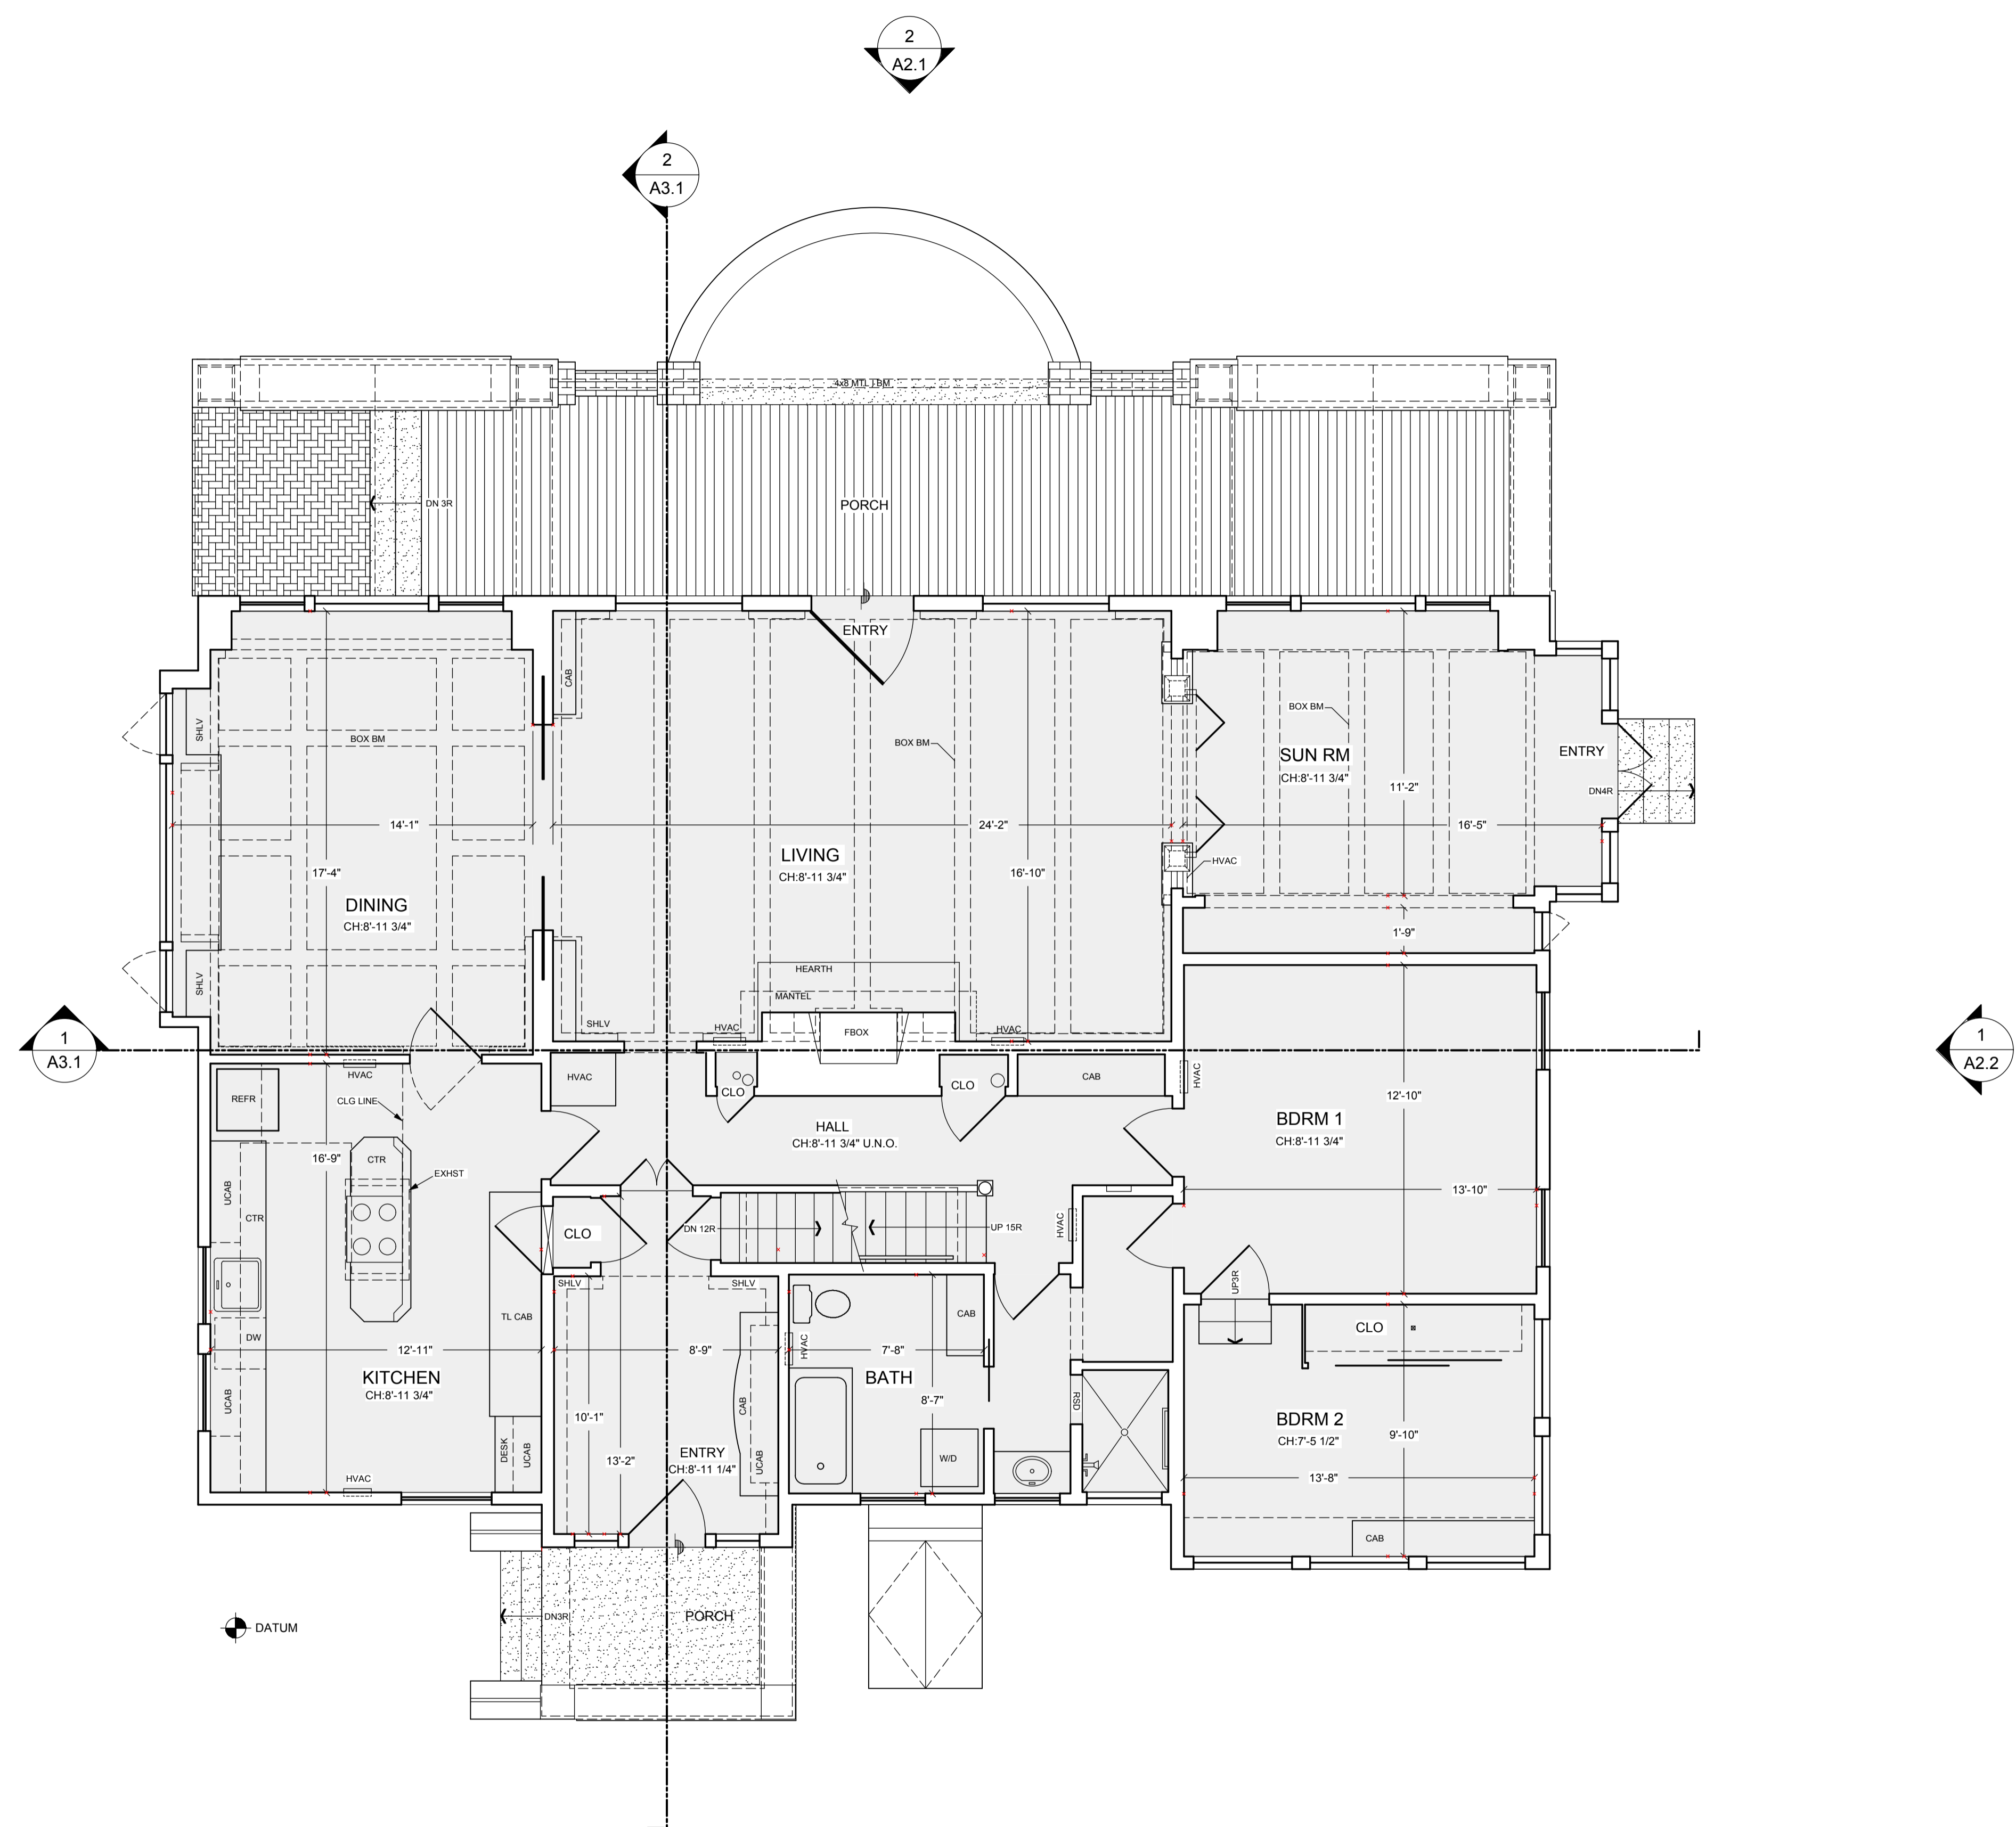 2
A2.1
2
A3.1
4x8 MTL I-BM
DN 3R
PORCH
ENTRY
CAB
SHLV
BOX BM
BOX BM
BOX BM
SUN RM
CH:8'-11 3/4"
ENTRY
11'-2"
DN4R
14'-1"
24'-2"
16'-5"
LIVING
CH:8'-11 3/4"
HVAC
17'-4"
16'-10"
DINING
CH:8'-11 3/4"
1'-9"
HEARTH
SHLV
MANTEL
SHLV
HVAC
FBOX
HVAC
1
A3.1
1
A2.2
HVAC
HVAC
CLO
CLO
CAB
HVAC
REFR
CLG LINE
12'-10"
HALL
CH:8'-11 3/4" U.N.O.
BDRM 1
CH:8'-11 3/4"
16'-9"
CTR
EXHST
UCAB
13'-10"
CTR
CLO
DN 12R
UP 15R
HVAC
SHLV
SHLV
UP3R
TL CAB
CAB
CLO
DW
HVAC
12'-11"
8'-9"
7'-8"
KITCHEN
CH:8'-11 3/4"
BATH
UCAB
CAB
8'-7"
RSD
10'-1"
BDRM 2
CH:7'-5 1/2"
9'-10"
DESK
UCAB
13'-2"
ENTRY
CH:8'-11 1/4"
UCAB
W/D
HVAC
13'-8"
CAB
DN3R
PORCH
DATUM